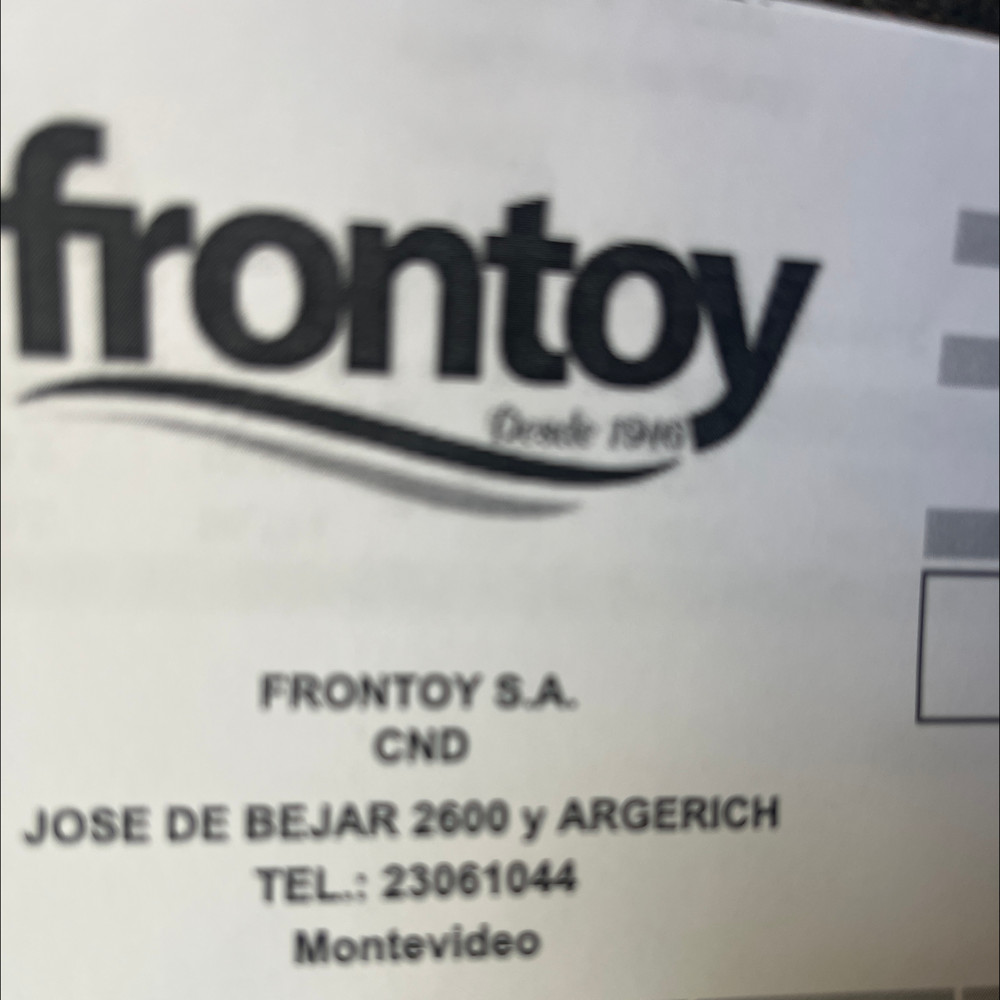 frontoy
Desde 1946
FRONTOY S.A.
CND
JOSE DE BEJAR 2600 y ARGERICH
TEL.: 23061044
Montevideo